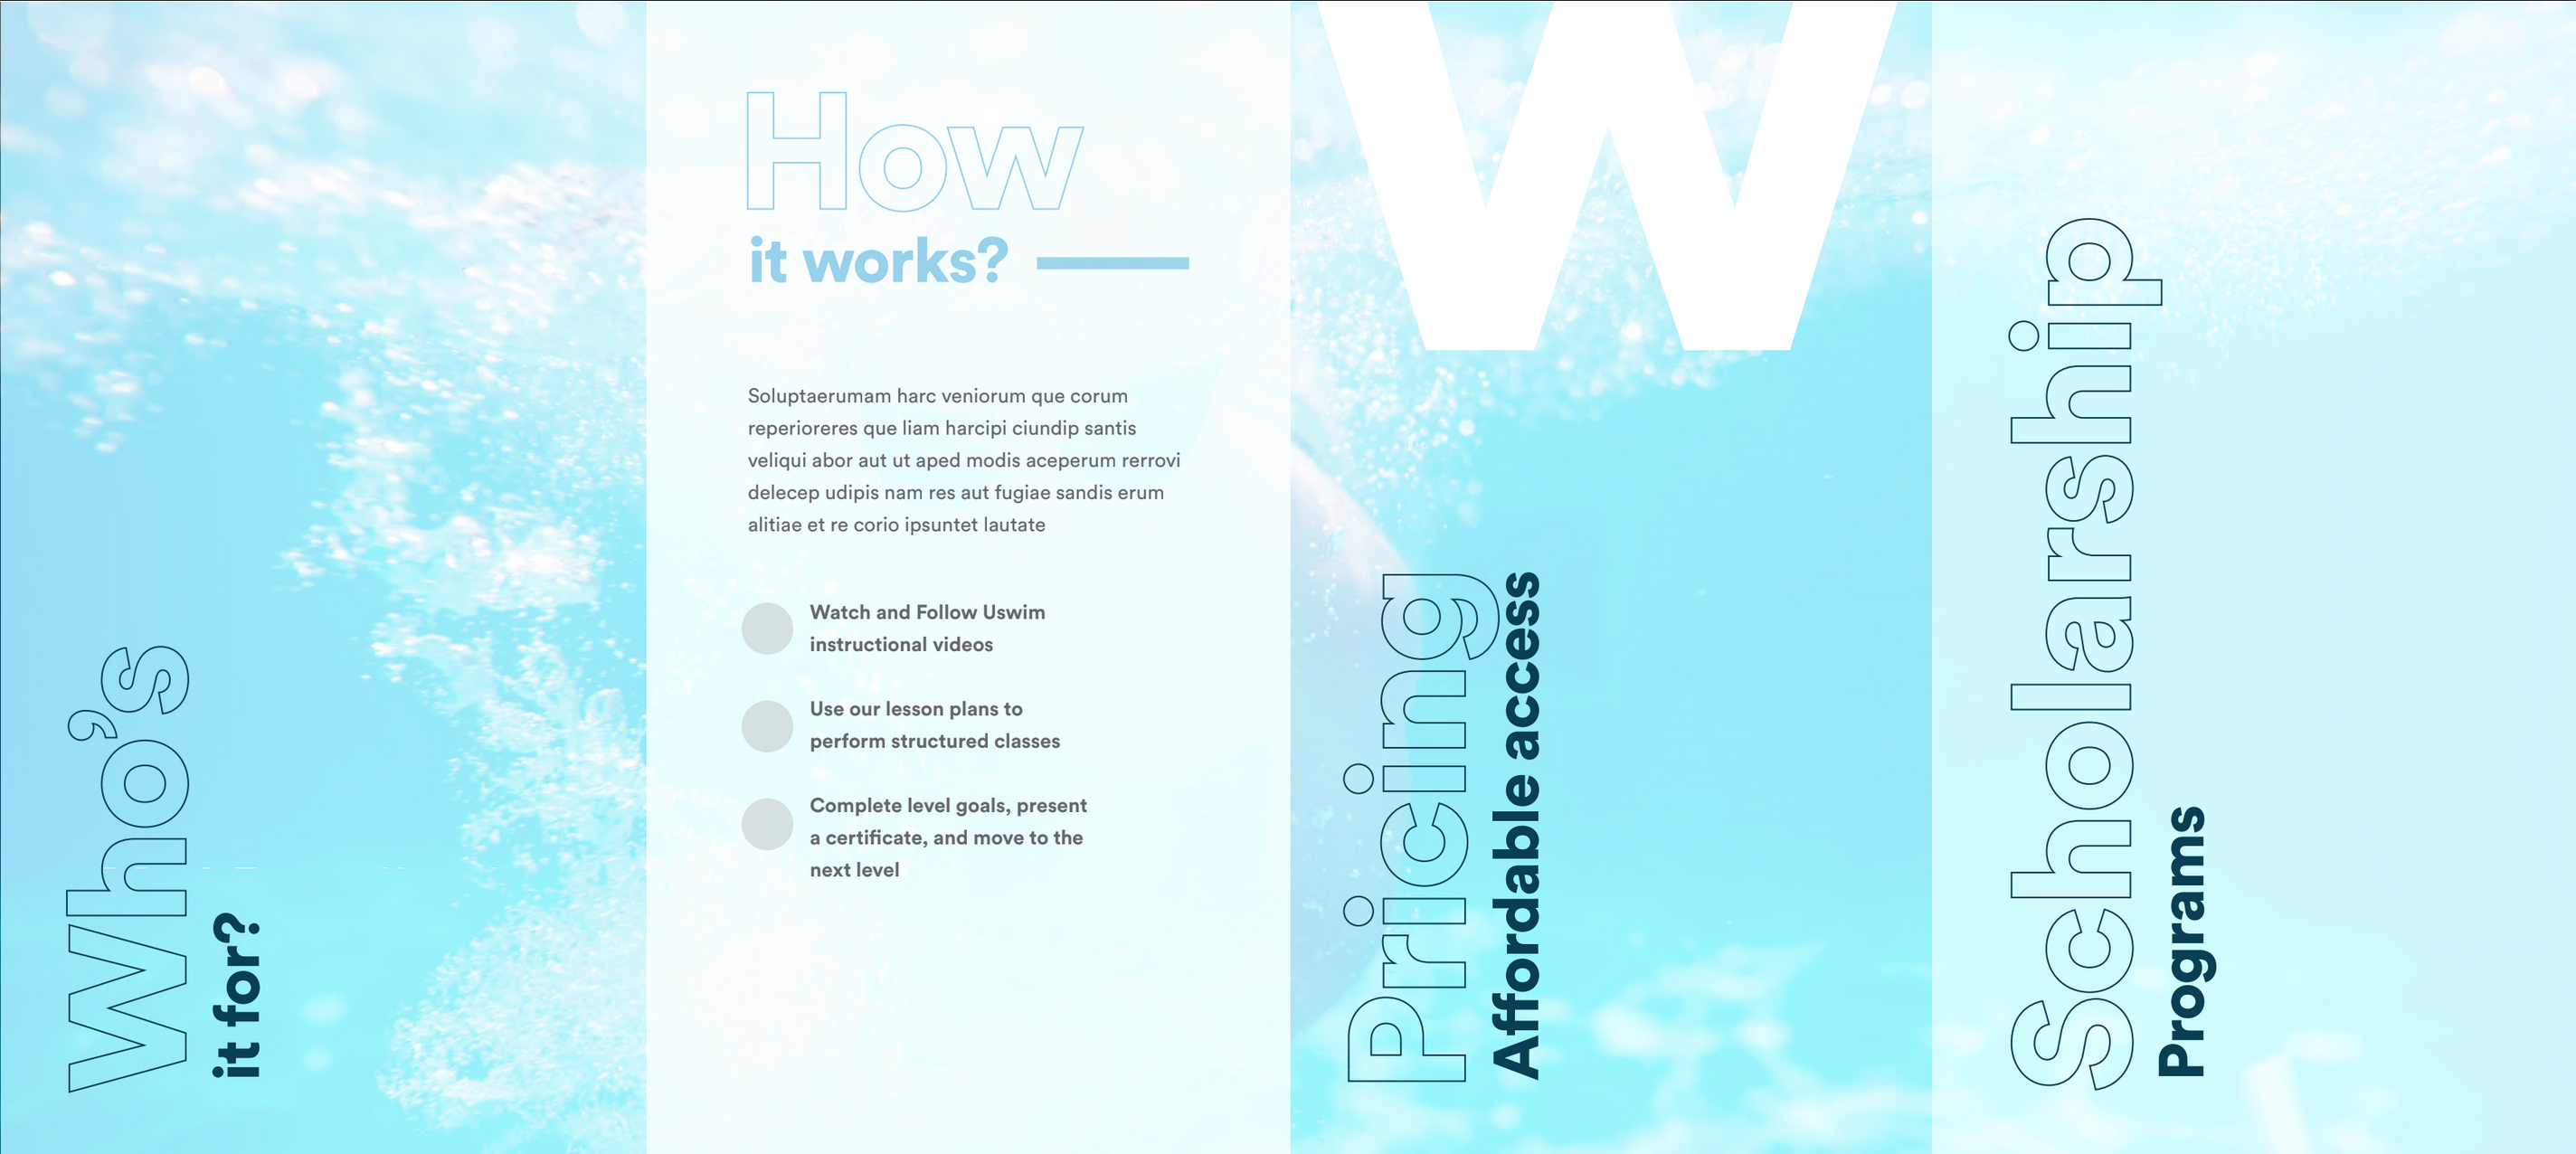 Who’s
it for?
How
it works?
Soluptaerumam harc veniorum que corum
reperioreres que liam harcipi ciundip santis
veliqui abor aut ut aped modis aceperum rerrovi
delecep udipis nam res aut fugiae sandis erum
alitiae et re corio ipsuntet lautate
Watch and Follow Uswim
instructional videos
Use our lesson plans to
perform structured classes
Complete level goals, present
a certificate, and move to the
next level
W
Pricing
Affordable access
Scholarship
Programs